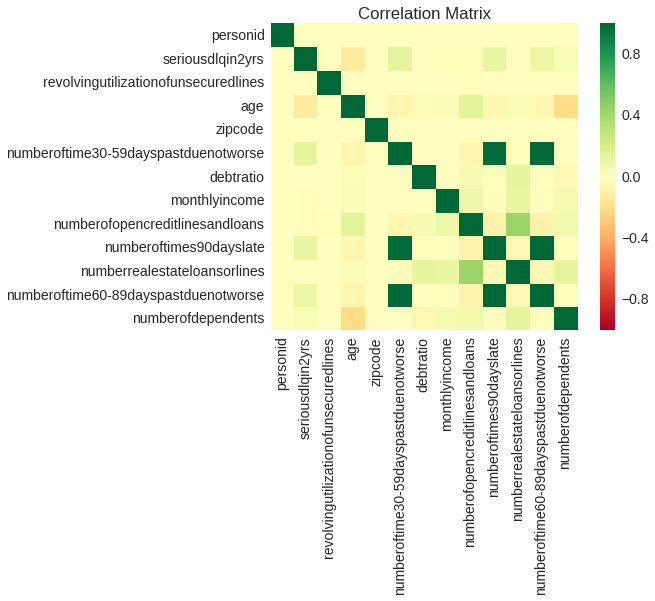 Correlation Matrix
personid
seriousdlqin2yrs
revolvingutilizationofunsecuredlines
age
zipcode
numberoftime30-59dayspastduenotworse
debtratio
monthlyincome
numberofopencreditlinesandloans
numberoftimes90dayslate
numberrealestateloansorlines
numberoftime60-89dayspastduenotworse
numberofdependents
personid
seriousdlqin2yrs
revolvingutilizationofunsecuredlines
age
zipcode
numberoftime30-59dayspastduenotworse
debtratio
monthlyincome
numberofopencreditlinesandloans
numberoftimes90dayslate
numberrealestateloansorlines
numberoftime60-89dayspastduenotworse
numberofdependents
0.8
0.4
0.0
−0.4
−0.8